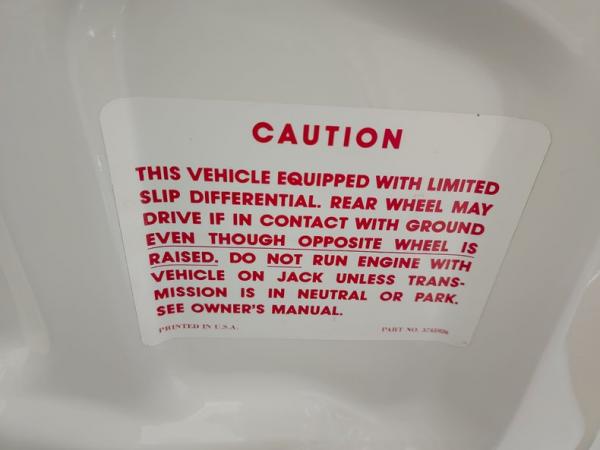 CAUTION
THIS VEHICLE EQUIPPED WITH LIMITED
SLIP DIFFERENTIAL. REAR WHEEL MAY
DRIVE IF IN CONTACT WITH GROUND
EVEN THOUGH OPPOSITE WHEEL IS
RAISED. DO NOT RUN ENGINE WITH
VEHICLE ON JACK UNLESS TRANS-
MISSION IS IN NEUTRAL OR PARK.
SEE OWNER'S MANUAL.
PRINTED IN U.S.A. PART NO.